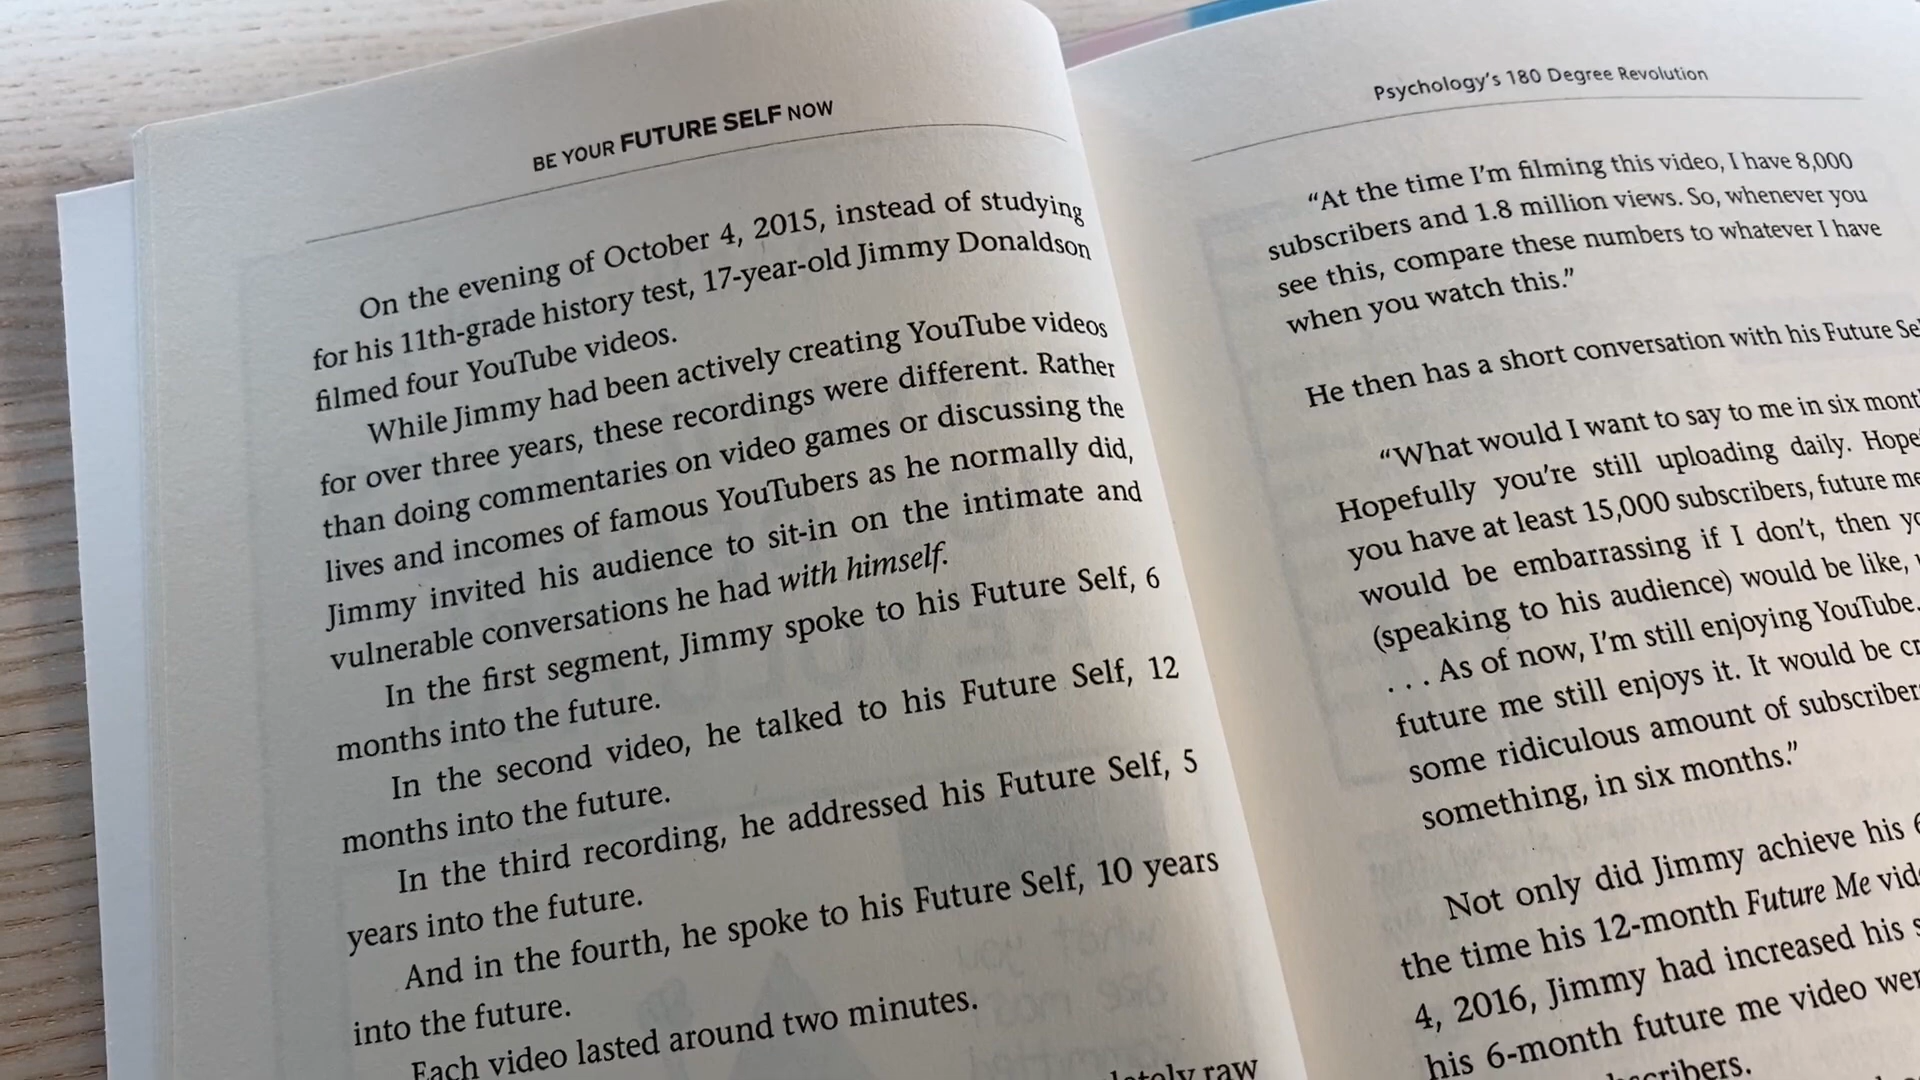 BE YOUR FUTURE SELF NOW
On the evening of October 4, 2015, instead of studying
for his 11th-grade history test, 17-year-old Jimmy Donaldson
filmed four YouTube videos.
While Jimmy had been actively creating YouTube videos
for over three years, these recordings were different. Rather
than doing commentaries on video games or discussing the
lives and incomes of famous YouTubers as he normally did,
Jimmy invited his audience to sit-in on the intimate and
vulnerable conversations he had with himself.
In the first segment, Jimmy spoke to his Future Self, 6
months into the future.
In the second video, he talked to his Future Self, 12
months into the future.
In the third recording, he addressed his Future Self, 5
years into the future.
And in the fourth, he spoke to his Future Self, 10 years
into the future.
Each video lasted around two minutes.
raw
Psychology's 180 Degree Revolution
“At the time I'm filming this video, I have 8,000
subscribers and 1.8 million views. So, whenever you
see this, compare these numbers to whatever I have
when you watch this.”
He then has a short conversation with his Future
“What would I want to say to me in six
Hopefully you're still uploading daily.
you have at least 15,000 subscribers, future me
would be embarrassing if I don't, then
(speaking to his audience) would be like,
. . . As of now, I'm still enjoying YouTube.
future me still enjoys it. It would be
some ridiculous amount of
something, in six months.”
Not only did Jimmy achieve his
the time his 12-month Future Me
4, 2016, Jimmy had increased his
his 6-month future me video